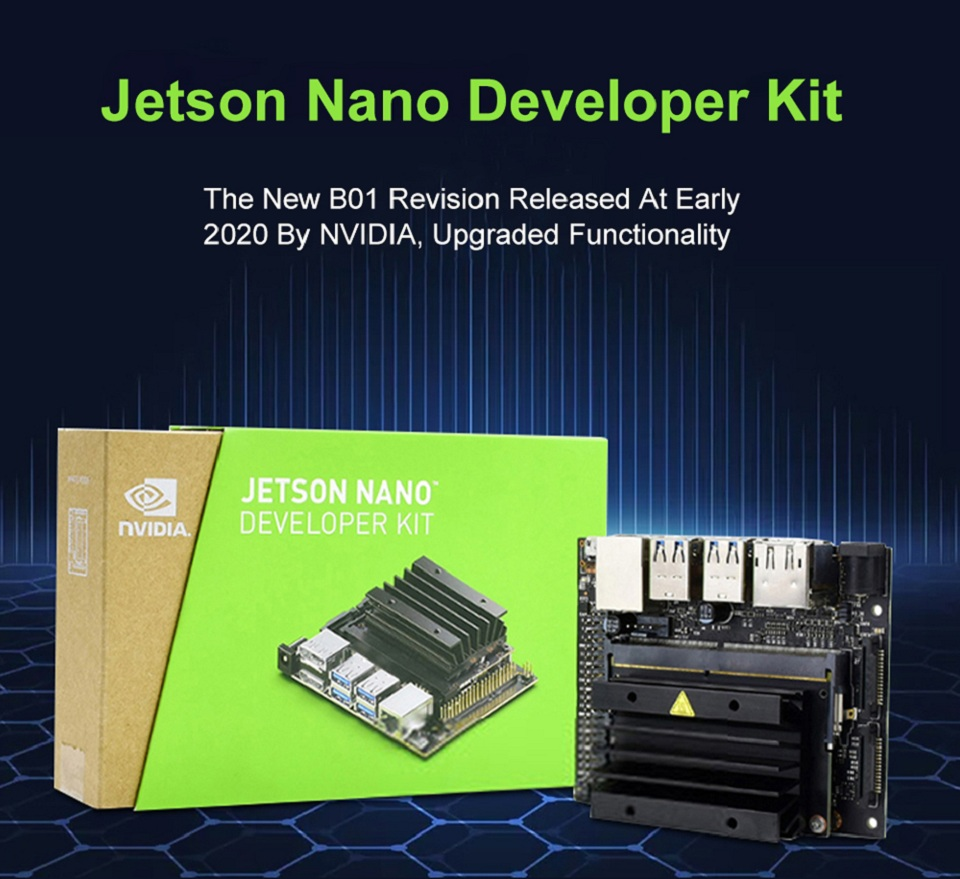 Jetson Nano Developer Kit
The New B01 Revision Released At Early
2020 By NVIDIA, Upgraded Functionality
NVIDIA.
JETSON NANO™
DEVELOPER KIT